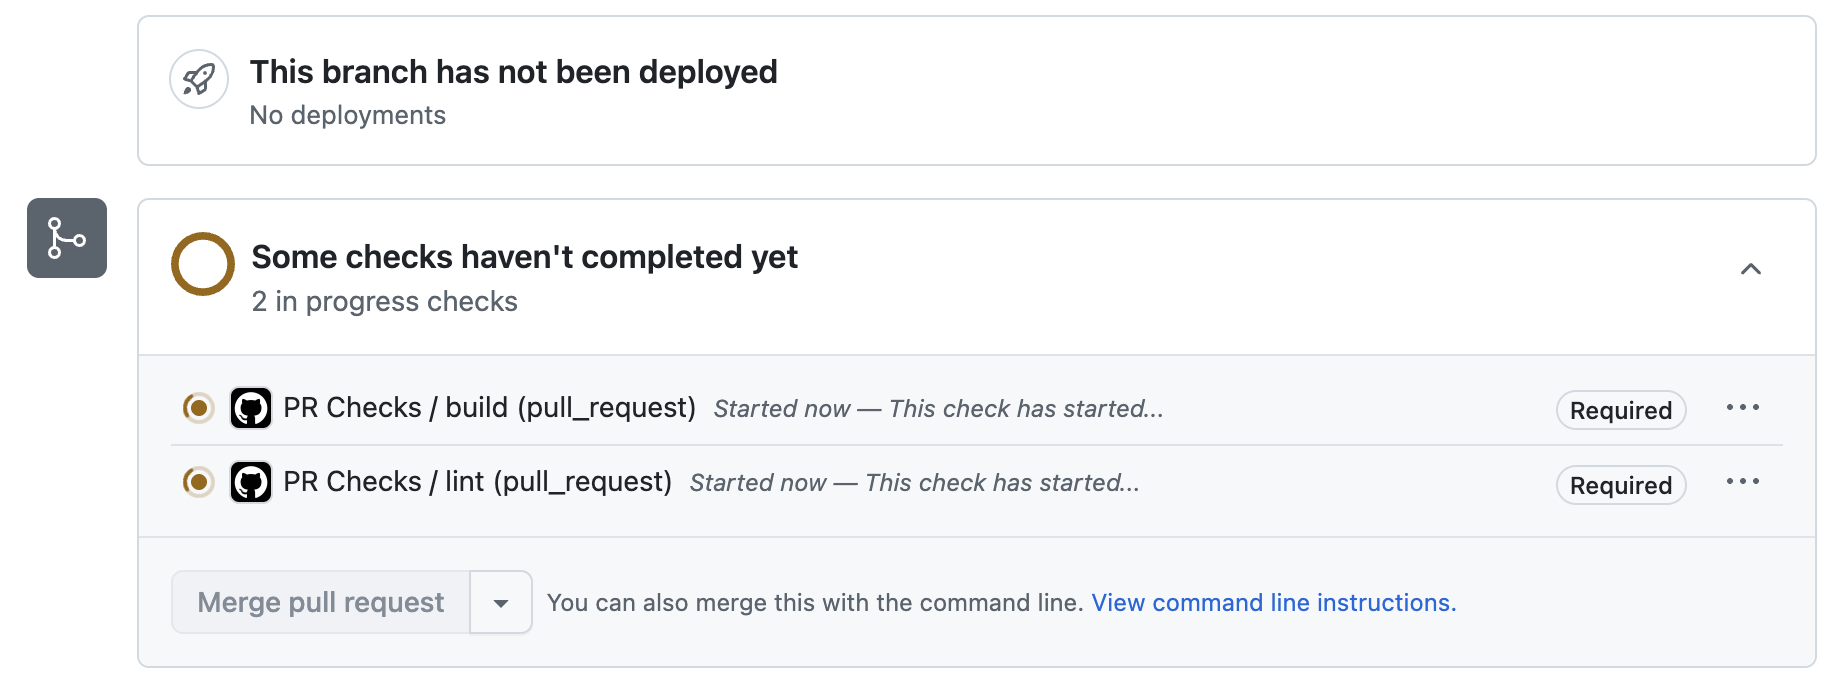 This branch has not been deployed
No deployments
Some checks haven't completed yet
2 in progress checks
PR Checks / build (pull_request) Started now — This check has started... Required
PR Checks / lint (pull_request) Started now — This check has started... Required
Merge pull request You can also merge this with the command line. View command line instructions.